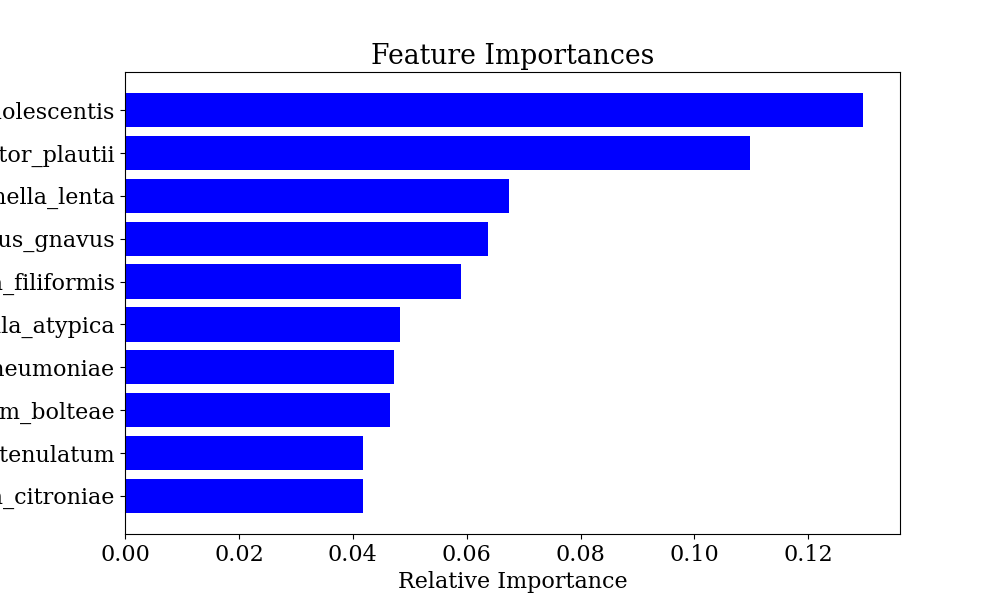 Feature Importances
olescentis
tor_plautii
nella_lenta
us_gnavus
_filiformis
la_atypica
neumoniae
m_bolteae
tenulatum
_citroniae
0.00 0.02 0.04 0.06 0.08 0.10 0.12
Relative Importance